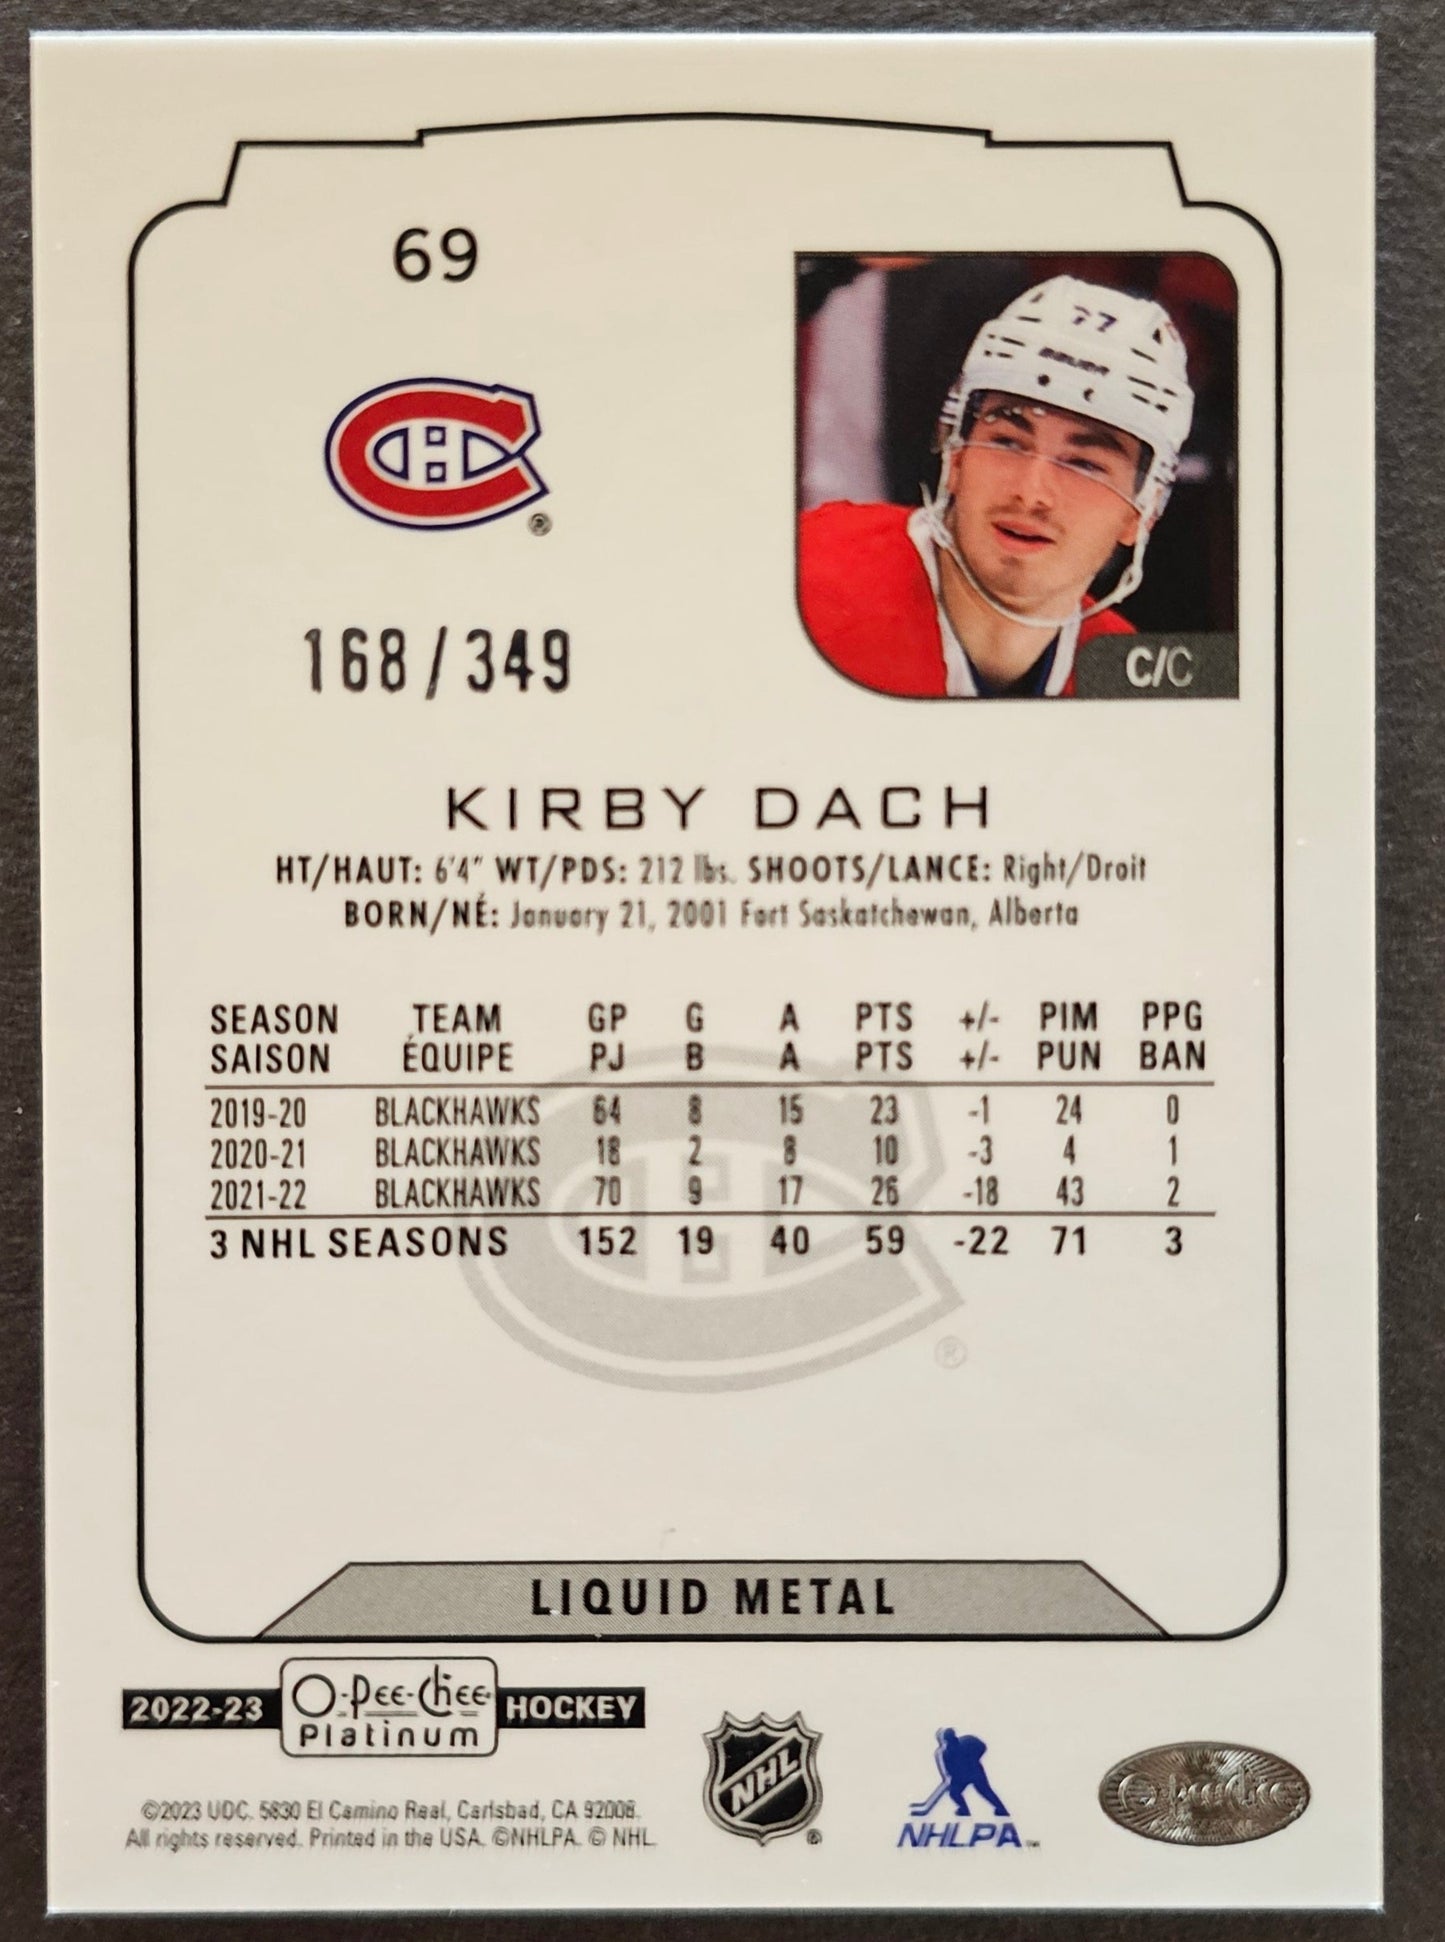 69
77
BAUER
168/349
C/C
KIRBY DACH
HT/HAUT: 6'4" WT/PDS: 212 lbs. SHOOTS/LANCE: Right/Droit
BORN/NÉ: January 21, 2001 Fort Saskatchewan, Alberta
SEASON TEAM GP G A PTS +/- PIM PPG
SAISON ÉQUIPE PJ B A PTS +/- PUN BAN
2019-20 BLACKHAWKS 64 8 15 23 -1 24 0
2020-21 BLACKHAWKS 18 2 8 10 -3 4 1
2021-22 BLACKHAWKS 70 9 17 26 -18 43 2
3 NHL SEASONS 152 19 40 59 -22 71 3
LIQUID METAL
2022-23 O-Pee-Chee Platinum HOCKEY
©2023 UDC. 5830 El Camino Real, Carlsbad, CA 92008.
All rights reserved. Printed in the USA. ©NHLPA. © NHL.
NHL
NHLPA™